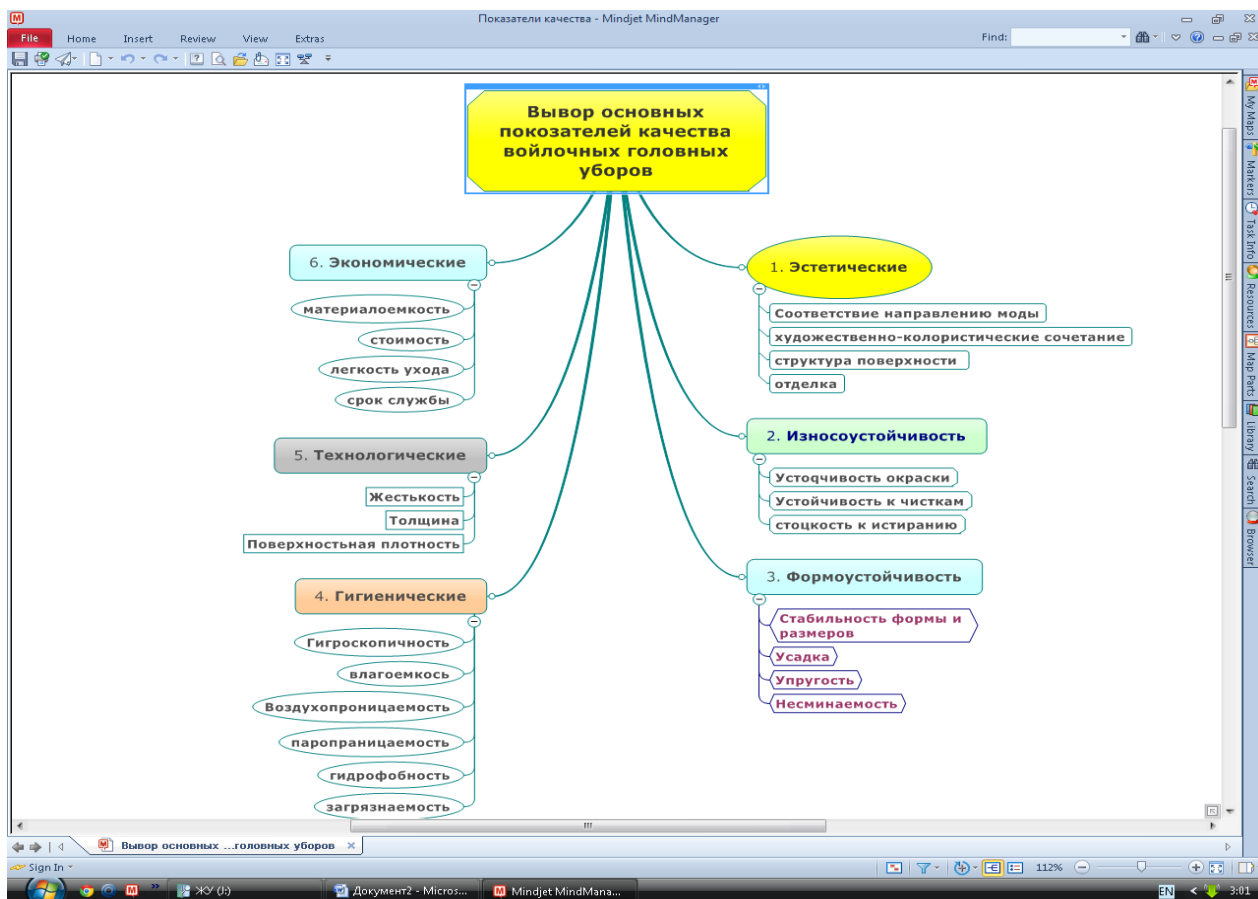 Показатели качества - Mindjet MindManager
File Home Insert Review View Extras Find:
Вывор основных
покозателей качества
войлочных головных
уборов
6. Экономические
материалоемкость
стоимость
легкость ухода
срок службы
5. Технологические
Жестькость
Толщина
Поверхностьная плотность
4. Гигиенические
Гигроскопичность
влагоемкось
Воздухопроницаемость
паропраницаемость
гидрофобность
загрязнаемость
1. Эстетические
Соответствие направлению моды
художественно-колористические сочетание
структура поверхности
отделка
2. Износоустойчивость
Устоqчивость окраски
Устойчивость к чисткам
стоцкость к истиранию
3. Формоустойчивость
Стабильность формы и
размеров
Усадка
Упругость
Несминаемость
My Maps
Markers
Task Info
Resources
Map Parts
Library
Search
Browser
Вывор основных ...головных уборов
Sign In
112%
ЖУ (J:)
Документ2 - Micros...
Mindjet MindMana...
EN
3:01